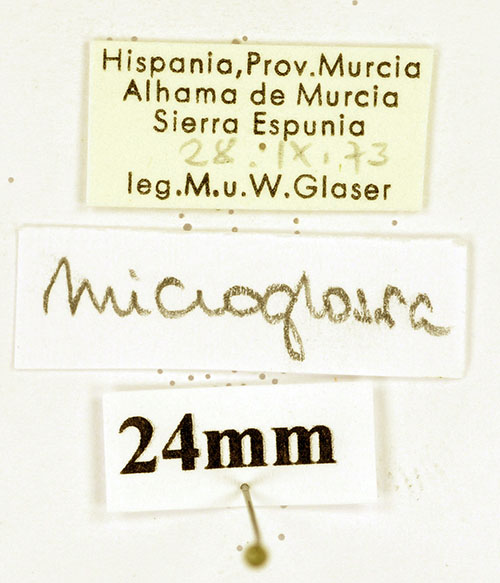 Hispania,Prov.Murcia
Alhama de Murcia
Sierra Espunia
28.IX.73
leg.M.u.W.Glaser
microglossa
24mm